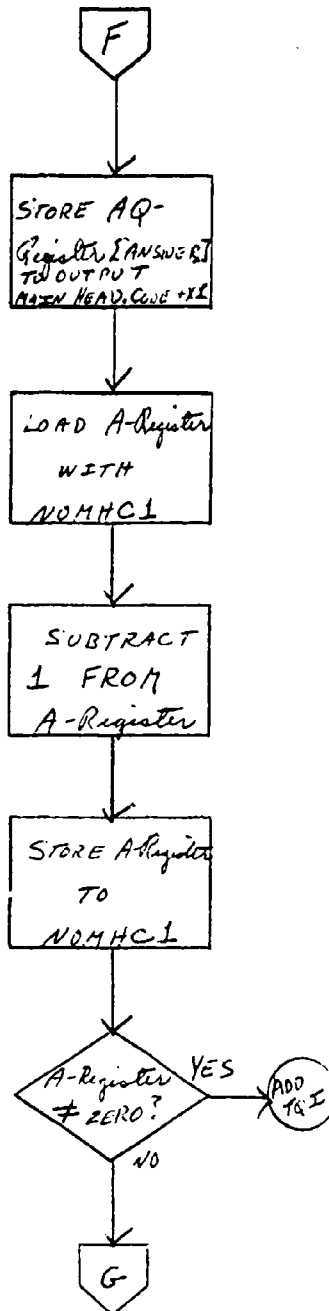 F
STORE AQ-
Register [ANSWER]
TO OUTPUT
MAIN HEAD. CODE +X1
LOAD A-Register
WITH
NOMHC1
SUBTRACT
1 FROM
A-Register
STORE A-Register
TO
NOMHC1
A-Register
≠ ZERO?
YES
ADD
NO
G